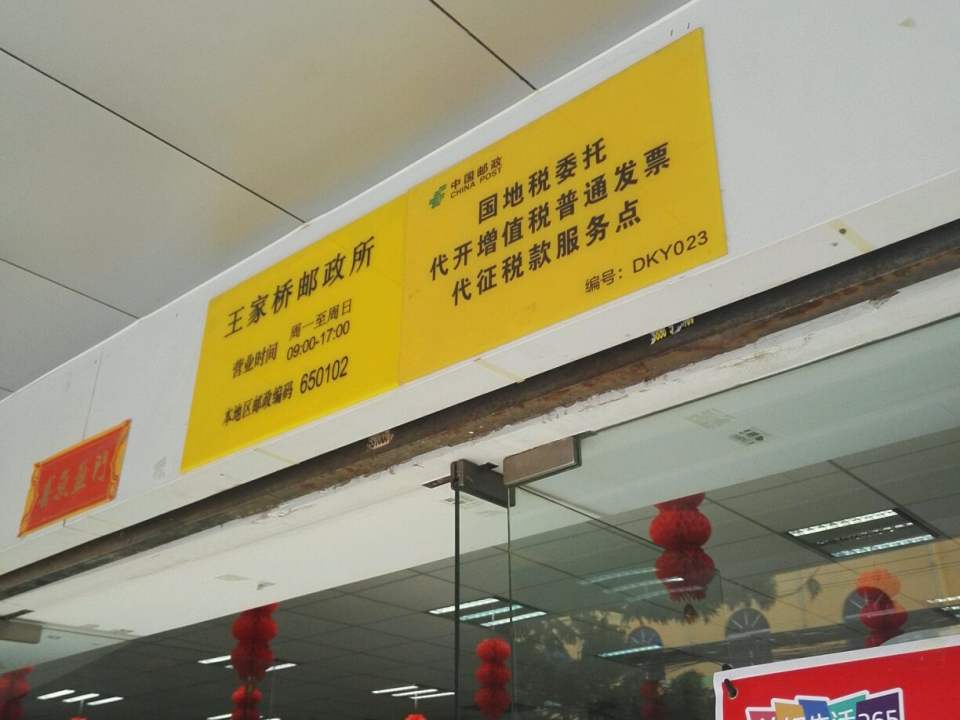 王家桥邮政所
营业时间 周一至周日
09:00-17:00
本地区邮政编码 650102
中国邮政
CHINA POST
国地税委托
代开增值税普通发票
代征税款服务点
编号：DKY023